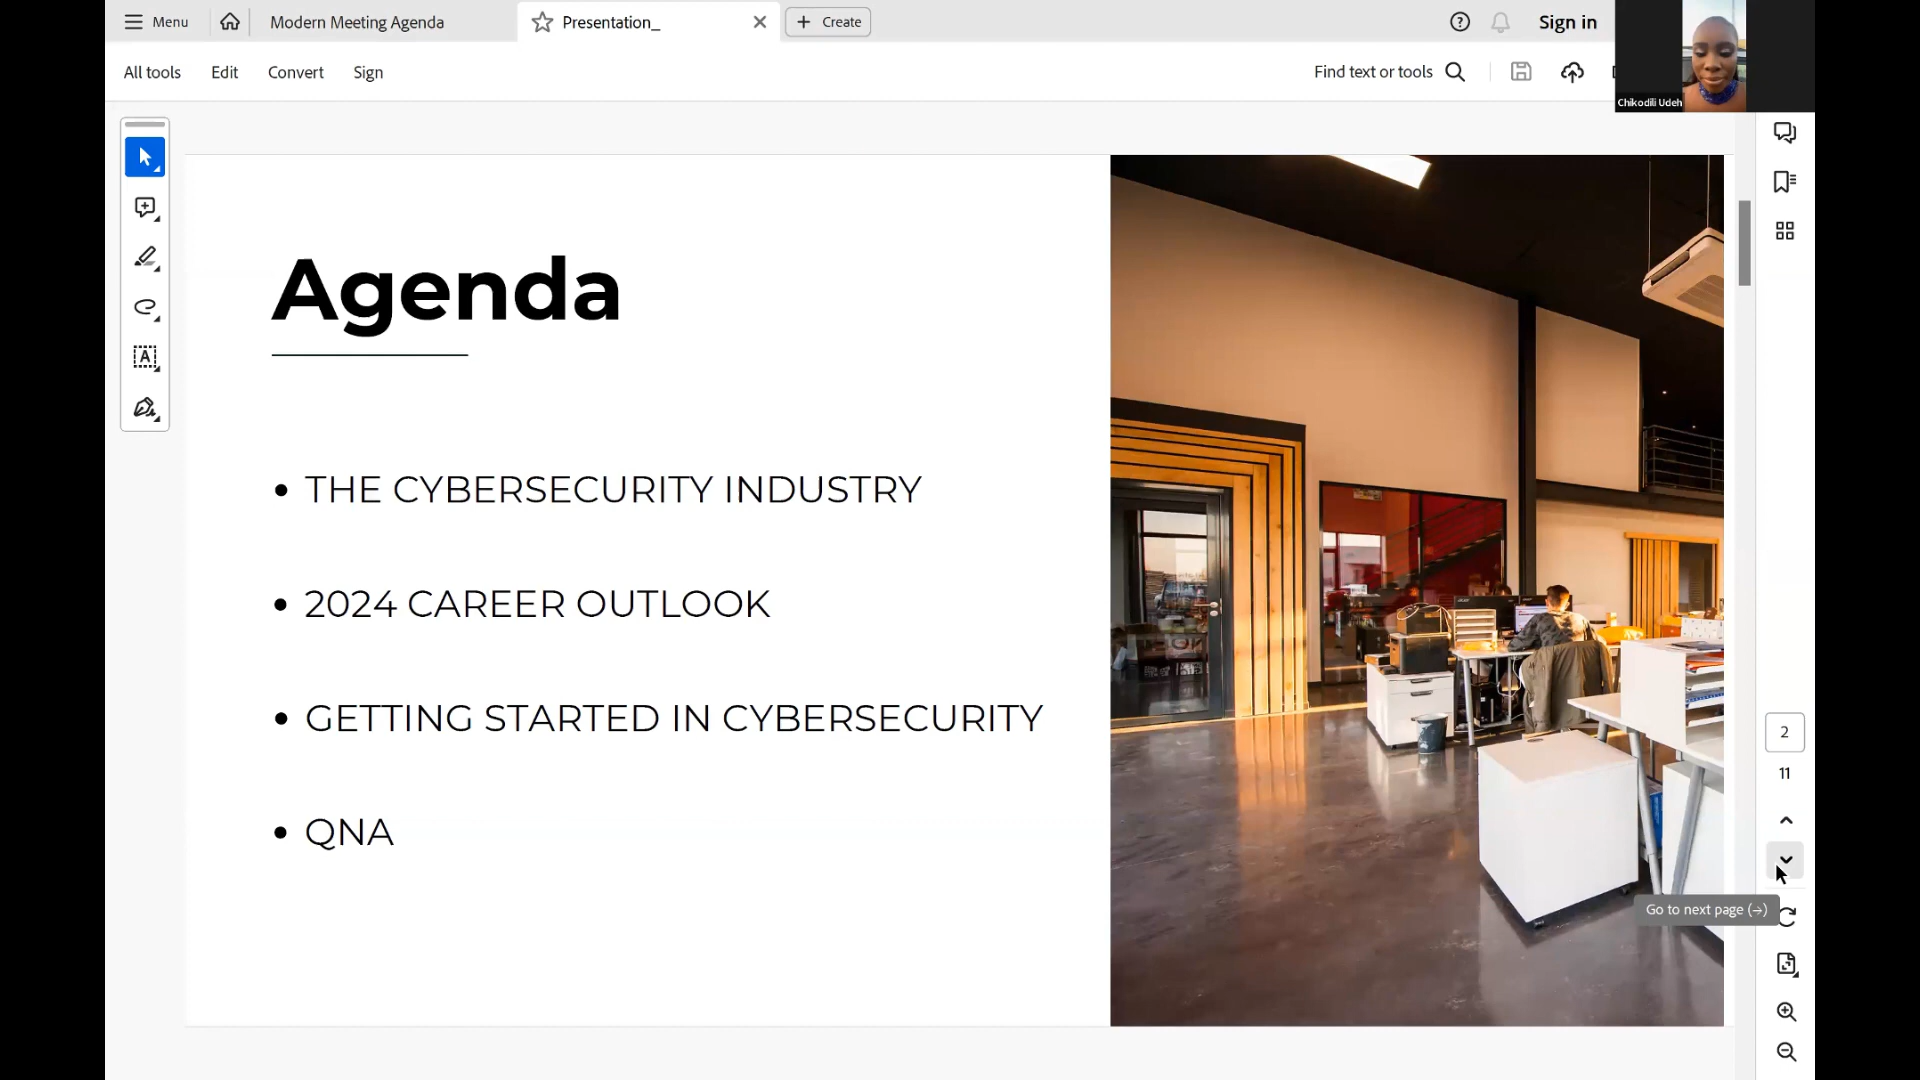 Menu
Modern Meeting Agenda
Presentation_
Create
Sign in
All tools
Edit
Convert
Sign
Find text or tools
Chikodili Udeh
Agenda
• THE CYBERSECURITY INDUSTRY
• 2024 CAREER OUTLOOK
• GETTING STARTED IN CYBERSECURITY
• QNA
2
11
Go to next page (→)